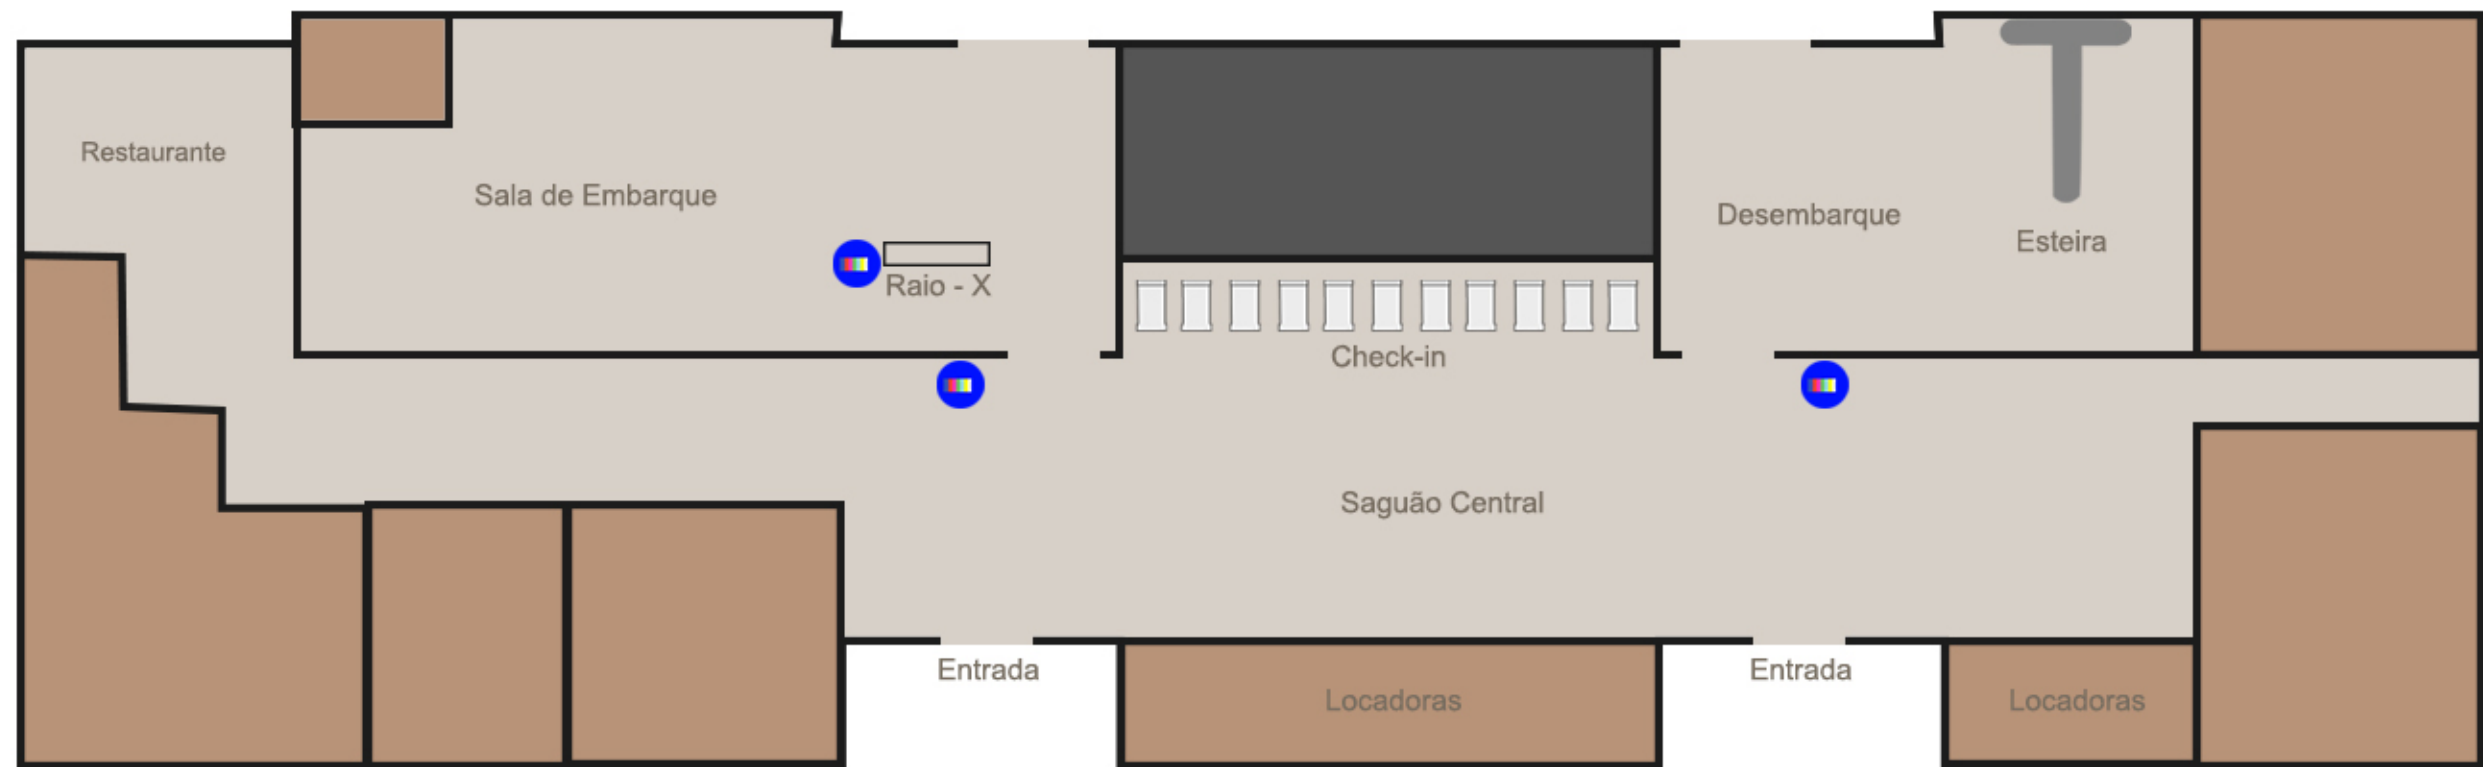 Restaurante
Sala de Embarque
Raio - X
Desembarque
Esteira
Check-in
Saguão Central
Entrada
Entrada
Locadoras
Locadoras